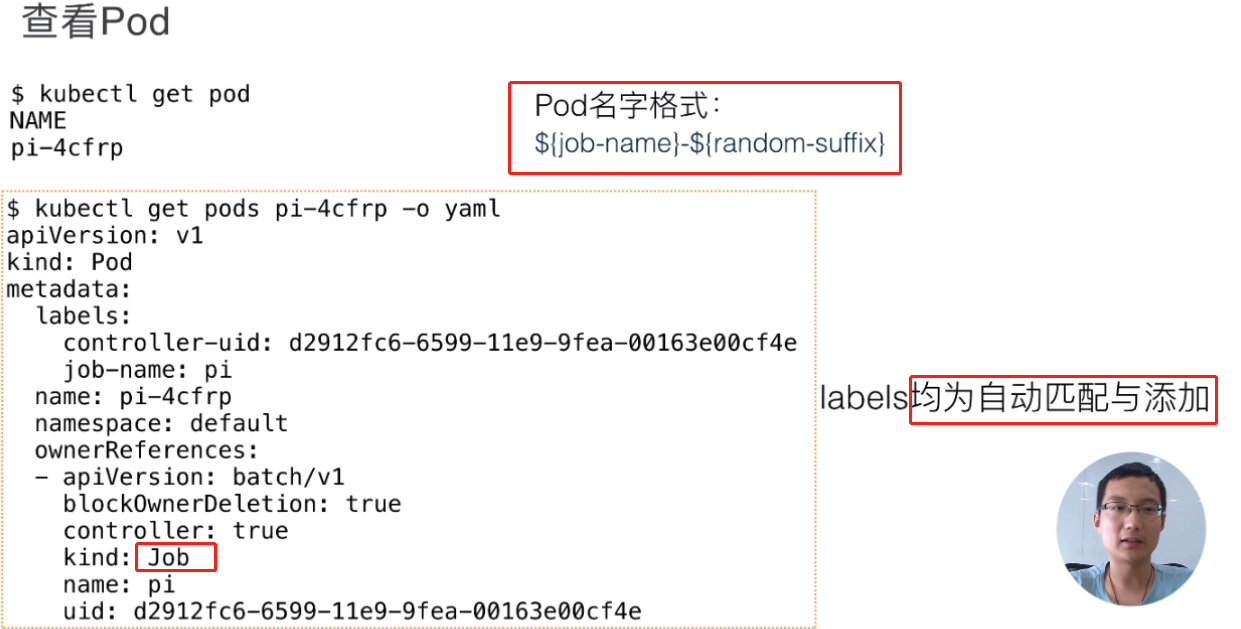 查看Pod
$ kubectl get pod
NAME
pi-4cfrp
Pod名字格式：
${job-name}-${random-suffix}
$ kubectl get pods pi-4cfrp -o yaml
apiVersion: v1
kind: Pod
metadata:
  labels:
    controller-uid: d2912fc6-6599-11e9-9fea-00163e00cf4e
    job-name: pi
  name: pi-4cfrp
  namespace: default
  ownerReferences:
  - apiVersion: batch/v1
    blockOwnerDeletion: true
    controller: true
    kind: Job
    name: pi
    uid: d2912fc6-6599-11e9-9fea-00163e00cf4e
labels均为自动匹配与添加